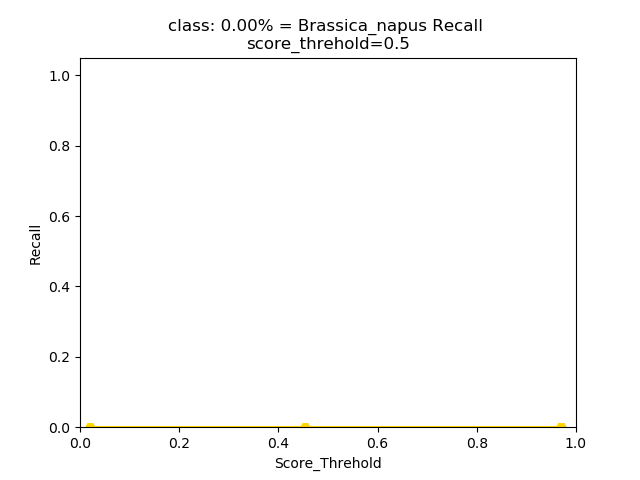 class: 0.00% = Brassica_napus Recall
score_threhold=0.5
1.0
0.8
0.6
0.4
0.2
0.0
Recall
0.0 0.2 0.4 0.6 0.8 1.0
Score_Threhold